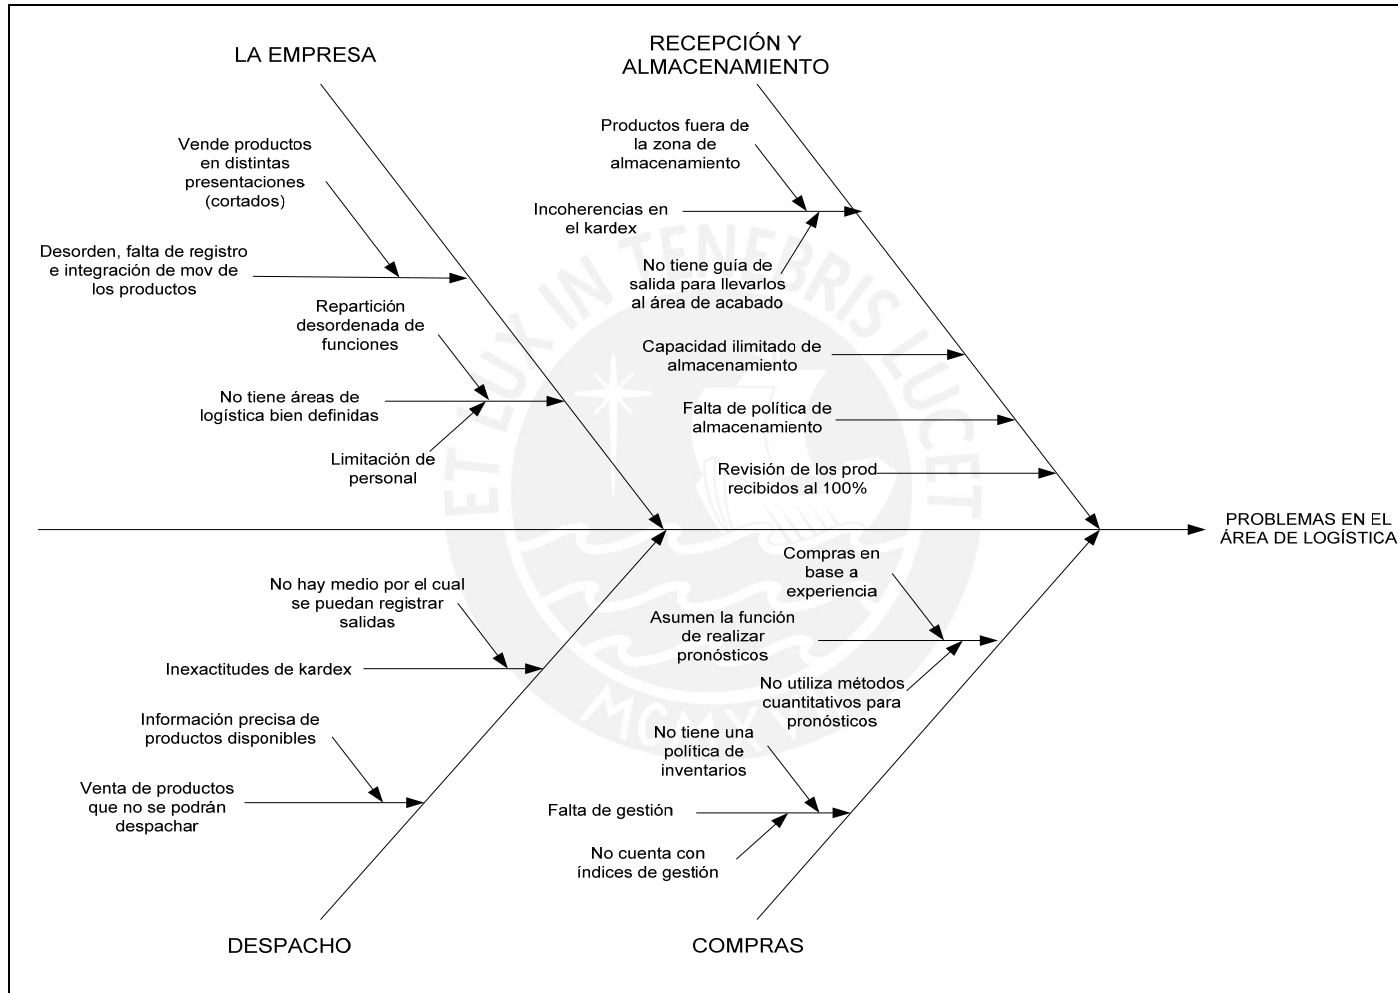 LA EMPRESA
RECEPCIÓN Y
ALMACENAMIENTO
Vende productos
en distintas
presentaciones
(cortados)
Desorden, falta de registro
e integración de mov de
los productos
Repartición
desordenada de
funciones
No tiene áreas de
logística bien definidas
Limitación de
personal
Productos fuera de
la zona de
almacenamiento
Incoherencias en
el kardex
No tiene guía de
salida para llevarlos
al área de acabado
Capacidad ilimitado de
almacenamiento
Falta de política de
almacenamiento
Revisión de los prod
recibidos al 100%
PROBLEMAS EN EL
ÁREA DE LOGÍSTICA
No hay medio por el cual
se puedan registrar
salidas
Inexactitudes de kardex
Información precisa de
productos disponibles
Venta de productos
que no se podrán
despachar
Compras en
base a
experiencia
Asumen la función
de realizar
pronósticos
No utiliza métodos
cuantitativos para
pronósticos
No tiene una
política de
inventarios
Falta de gestión
No cuenta con
índices de gestión
DESPACHO
COMPRAS
ET LUX IN TENEBRIS LUCET